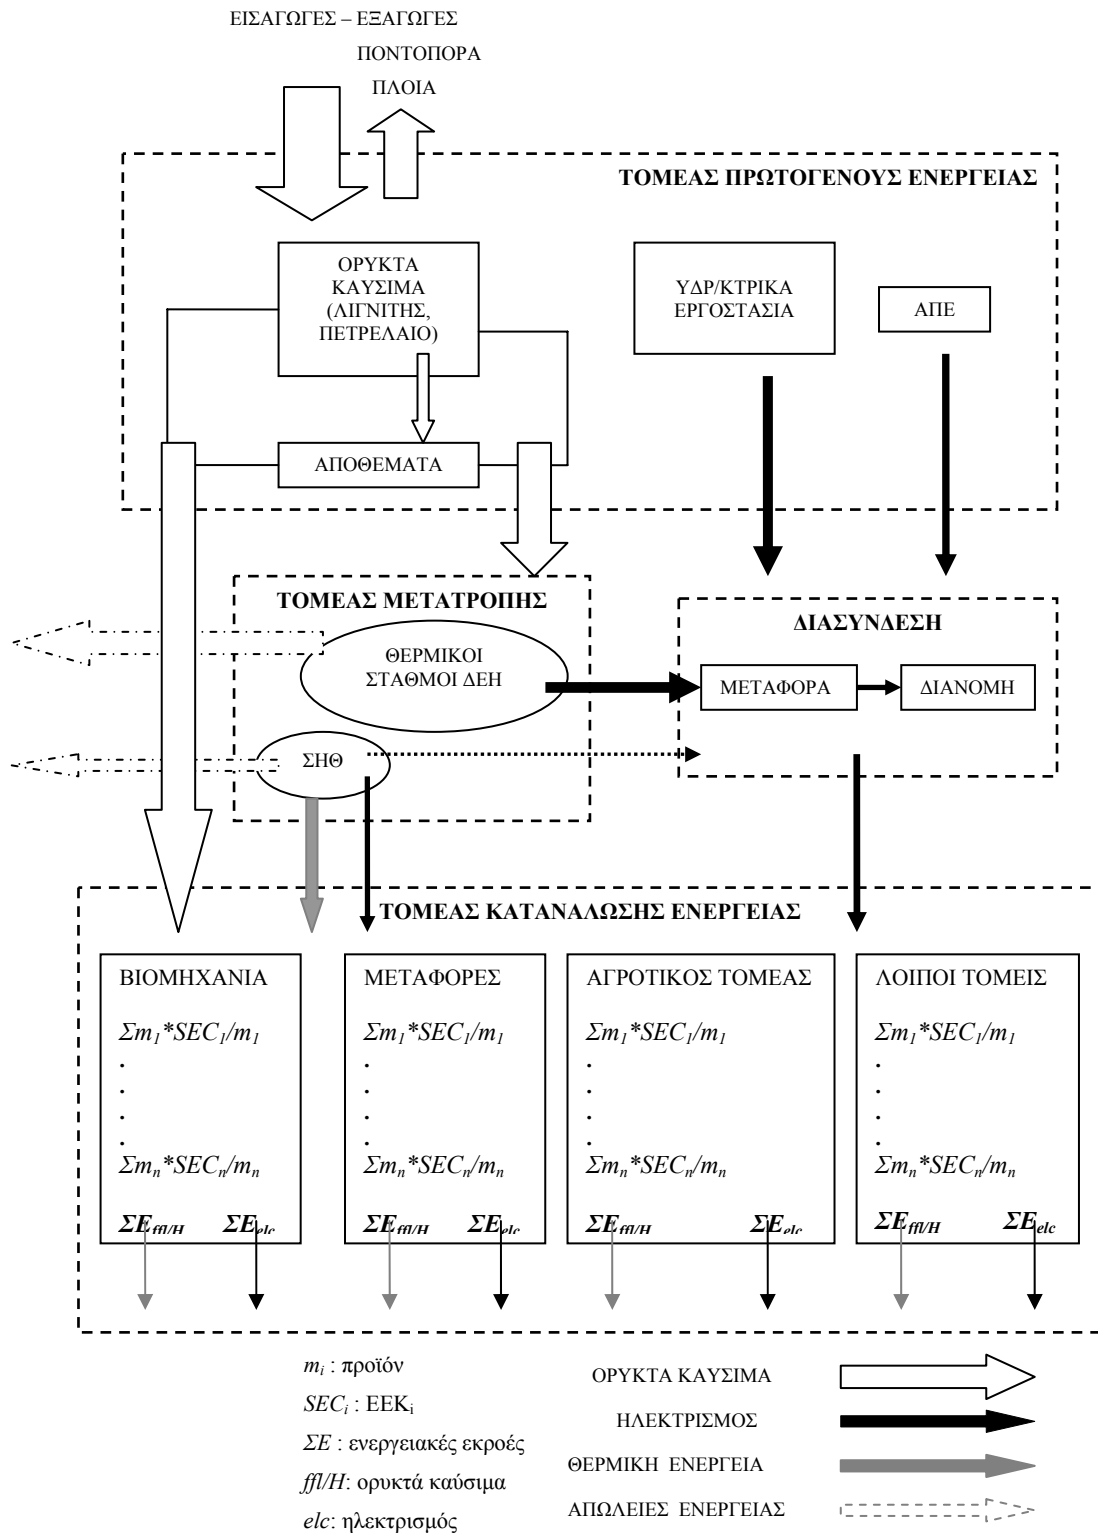 ΕΙΣΑΓΩΓΕΣ – ΕΞΑΓΩΓΕΣ
ΠΟΝΤΟΠΟΡΑ
ΠΛΟΙΑ
ΤΟΜΕΑΣ ΠΡΩΤΟΓΕΝΟΥΣ ΕΝΕΡΓΕΙΑΣ
ΟΡΥΚΤΑ
ΚΑΥΣΙΜΑ
(ΛΙΓΝΙΤΗΣ,
ΠΕΤΡΕΛΑΙΟ)
ΥΔΡ/ΚΤΡΙΚΑ
ΕΡΓΟΣΤΑΣΙΑ
ΑΠΕ
ΑΠΟΘΕΜΑΤΑ
ΤΟΜΕΑΣ ΜΕΤΑΤΡΟΠΗΣ
ΘΕΡΜΙΚΟΙ
ΣΤΑΘΜΟΙ ΔΕΗ
ΣΗΘ
ΔΙΑΣΥΝΔΕΣΗ
ΜΕΤΑΦΟΡΑ
ΔΙΑΝΟΜΗ
ΤΟΜΕΑΣ ΚΑΤΑΝΑΛΩΣΗΣ ΕΝΕΡΓΕΙΑΣ
ΒΙΟΜΗΧΑΝΙΑ
Σm1*SEC1/m1
.
.
.
.
Σmn*SECn/mn
ΣEffl/H ΣEelc
ΜΕΤΑΦΟΡΕΣ
Σm1*SEC1/m1
.
.
.
.
Σmn*SECn/mn
ΣEffl/H ΣEelc
ΑΓΡΟΤΙΚΟΣ ΤΟΜΕΑΣ
Σm1*SEC1/m1
.
.
.
.
Σmn*SECn/mn
ΣEffl/H ΣEelc
ΛΟΙΠΟΙ ΤΟΜΕΙΣ
Σm1*SEC1/m1
.
.
.
.
Σmn*SECn/mn
ΣEffl/H ΣEelc
mi : προϊόν
SECi : ΕΕΚi
ΣΕ : ενεργειακές εκροές
ffl/H: ορυκτά καύσιμα
elc: ηλεκτρισμός
ΟΡΥΚΤΑ ΚΑΥΣΙΜΑ
ΗΛΕΚΤΡΙΣΜΟΣ
ΘΕΡΜΙΚΗ ΕΝΕΡΓΕΙΑ
ΑΠΩΛΕΙΕΣ ΕΝΕΡΓΕΙΑΣ